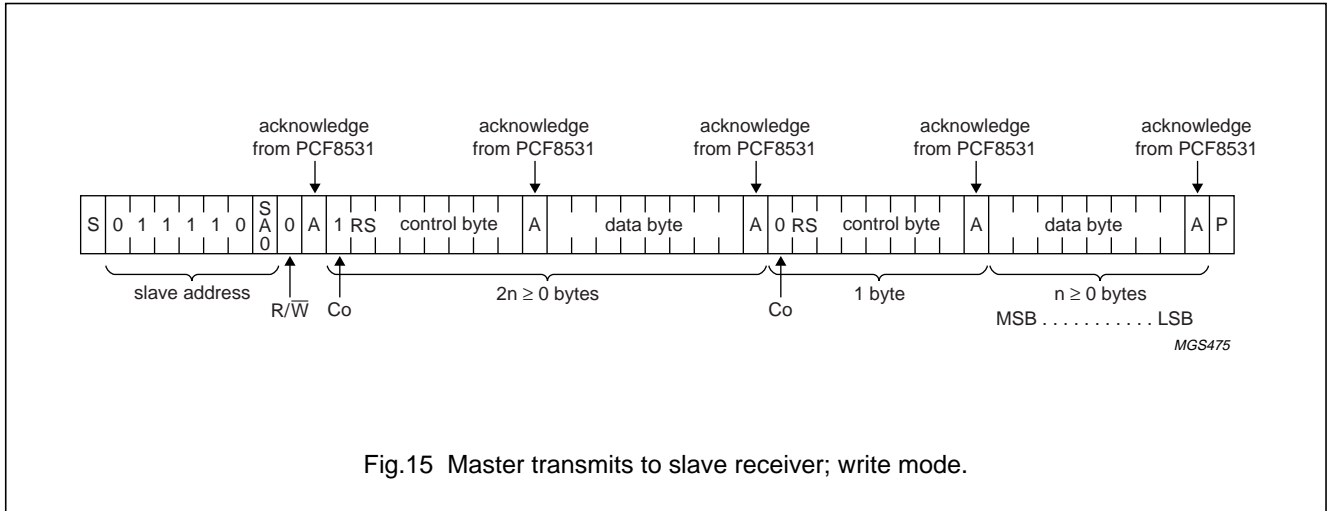 acknowledge acknowledge acknowledge acknowledge acknowledge
from PCF8531 from PCF8531 from PCF8531 from PCF8531 from PCF8531
S 0 1 1 1 1 0 SA0 0 A 1 RS control byte A data byte A 0 RS control byte A data byte A P
slave address 2n ≥ 0 bytes 1 byte n ≥ 0 bytes
R/W̅ Co Co
MSB . . . . . . . . . . . LSB
MGS475
Fig.15 Master transmits to slave receiver; write mode.